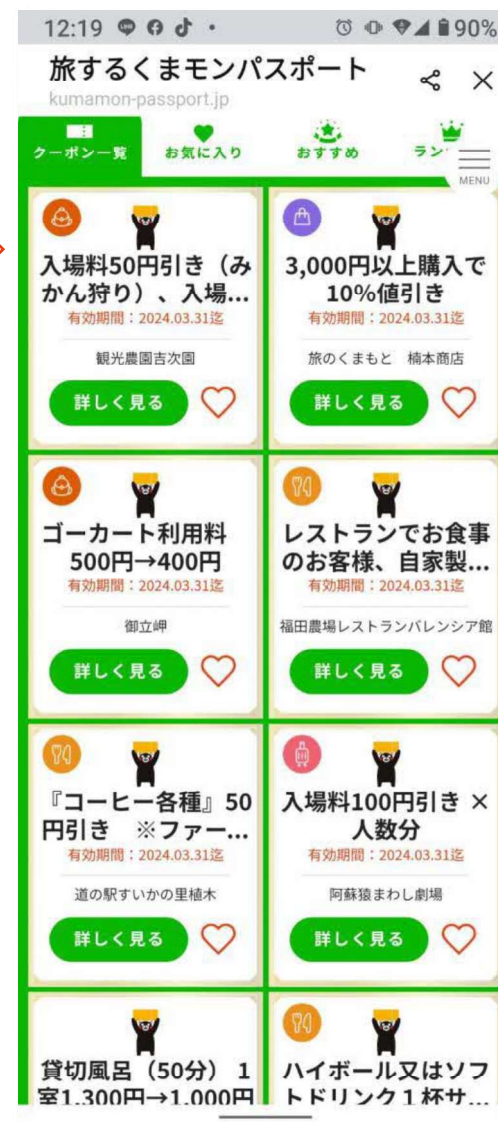 12:19
90%
旅するくまモンパスポート
kumamon-passport.jp
クーポン一覧
お気に入り
おすすめ
ラン
MENU
入場料50円引き（み
かん狩り）、入場...
有効期間：2024.03.31迄
観光農園吉次園
詳しく見る
3,000円以上購入で
10%値引き
有効期間：2024.03.31迄
旅のくまもと　楠本商店
詳しく見る
ゴーカート利用料
500円→400円
有効期間：2024.03.31迄
御立岬
詳しく見る
レストランでお食事
のお客様、自家製...
有効期間：2024.03.31迄
福田農場レストランバレンシア館
詳しく見る
『コーヒー各種』50
円引き　※ファー...
有効期間：2024.03.31迄
道の駅すいかの里植木
詳しく見る
入場料100円引き ×
人数分
有効期間：2024.03.31迄
阿蘇猿まわし劇場
詳しく見る
貸切風呂（50分） 1
室1,300円→1,000円
ハイボール又はソフ
トドリンク１杯サ...